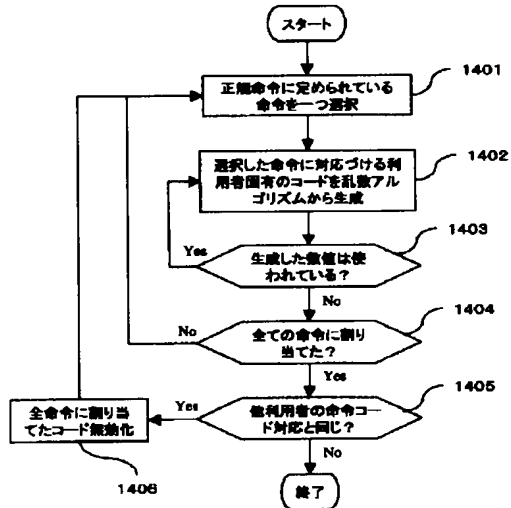 スタート
正規命令に定められている
命令を一つ選択
1401
選択した命令に対応づける利
用者固有のコードを乱数アル
ゴリズムから生成
1402
Yes
生成した数値は使
われている？
1403
No
No
全ての命令に割り
当てた？
1404
Yes
全命令に割り当
てたコード無効化
1406
Yes
他利用者の命令コー
ド対応と同じ？
1405
No
終了